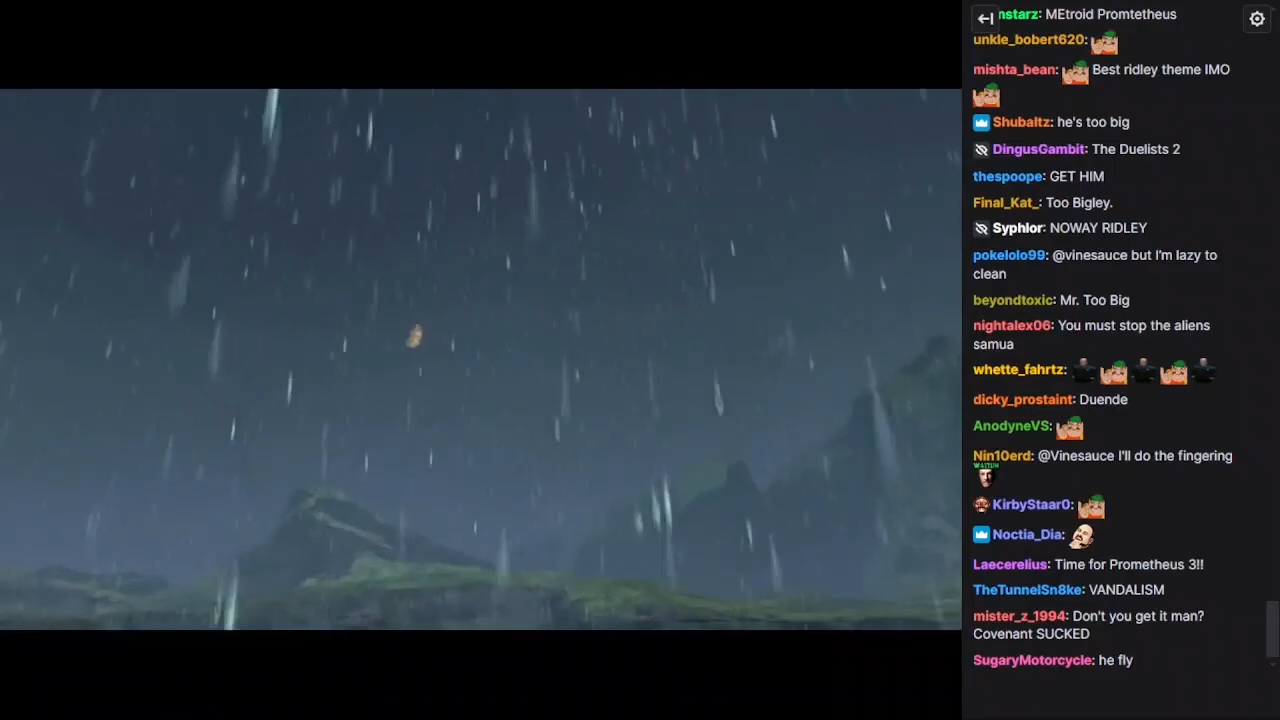 nstarz: MEtroid Promtetheus
unkle_bobert620:
mishta_bean: Best ridley theme IMO
Shubaltz: he's too big
DingusGambit: The Duelists 2
thespoope: GET HIM
Final_Kat_: Too Bigley.
Syphlor: NOWAY RIDLEY
pokelolo99: @vinesauce but I'm lazy to
clean
beyondtoxic: Mr. Too Big
nightalex06: You must stop the aliens
samua
whette_fahrtz:
dicky_prostaint: Duende
AnodyneVS:
Nin10erd: @Vinesauce I'll do the fingering
KirbyStaar0:
Noctia_Dia:
Laecerelius: Time for Prometheus 3!!
TheTunnelSn8ke: VANDALISM
mister_z_1994: Don't you get it man?
Covenant SUCKED
SugaryMotorcycle: he fly